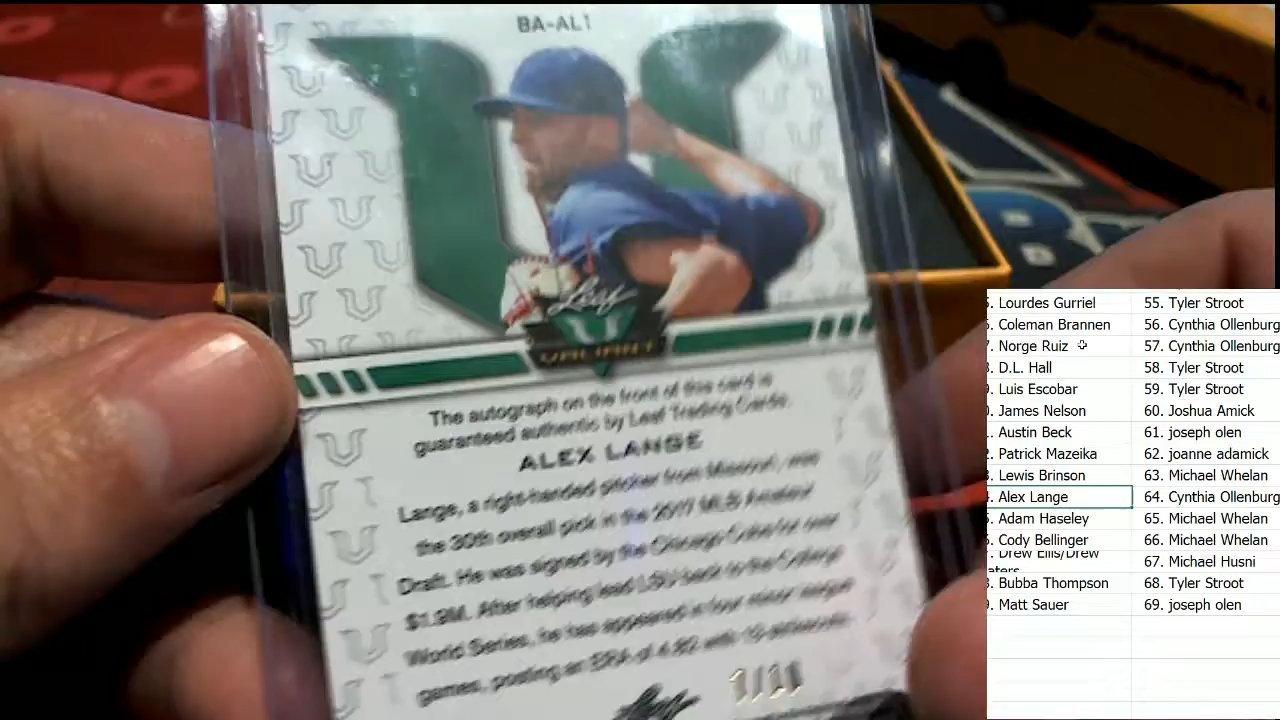 BA-AL1
Leaf
VALIANT
The autograph on the front of this card is
guaranteed authentic by Leaf Trading Cards.
ALEX LANGE
Lange, a right-handed pitcher from Missouri, was
the 30th overall pick in the 2017 MLB Amateur
Draft. He was signed by the Chicago Cubs for over
$1.9M. After helping lead LSU back to the College
World Series, he has appeared in four minor league
games, posting an ERA of 4.82 with 10 strikeouts.
Leaf
Lourdes Gurriel 55. Tyler Stroot
Coleman Brannen 56. Cynthia Ollenburg
Norge Ruiz 57. Cynthia Ollenburg
D.L. Hall 58. Tyler Stroot
Luis Escobar 59. Tyler Stroot
James Nelson 60. Joshua Amick
Austin Beck 61. joseph olen
Patrick Mazeika 62. joanne adamick
Lewis Brinson 63. Michael Whelan
Alex Lange 64. Cynthia Ollenburg
Adam Haseley 65. Michael Whelan
Cody Bellinger 66. Michael Whelan
Drew Ellis/Drew
aters 67. Michael Husni
Bubba Thompson 68. Tyler Stroot
Matt Sauer 69. joseph olen